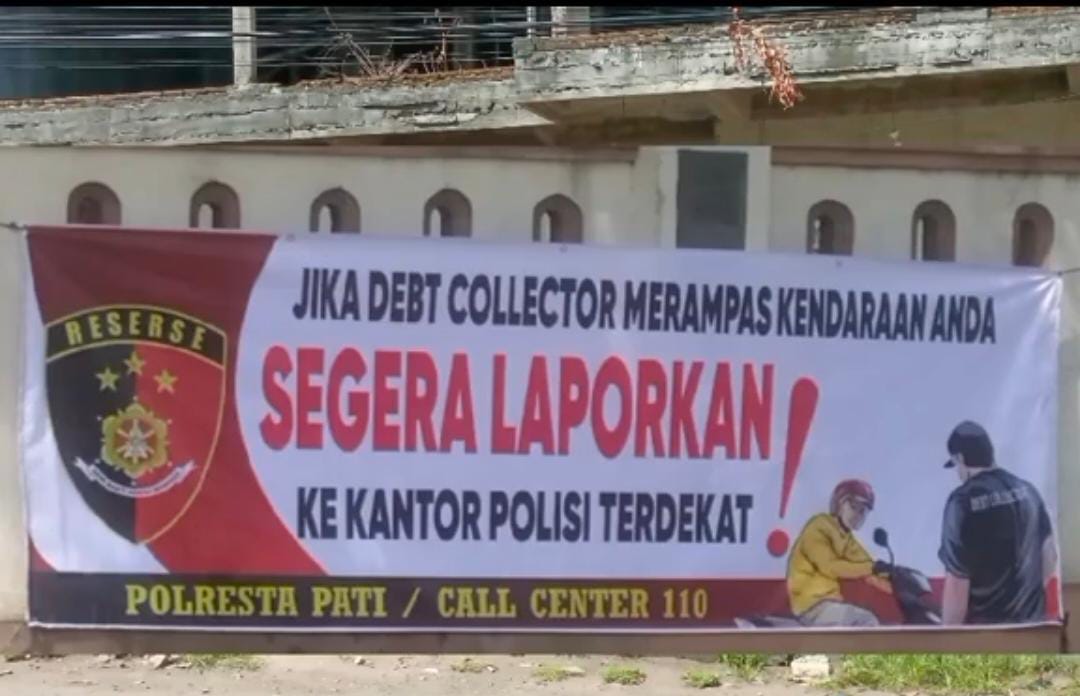 RESERSE
JIKA DEBT COLLECTOR MERAMPAS KENDARAAN ANDA
SEGERA LAPORKAN!
KE KANTOR POLISI TERDEKAT
POLRESTA PATI / CALL CENTER 110